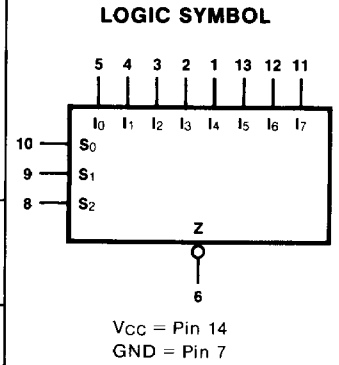 LOGIC SYMBOL
5 4 3 2 1 13 12 11
I0 I1 I2 I3 I4 I5 I6 I7
10 S0
9 S1
8 S2
Z
6
VCC = Pin 14
GND = Pin 7